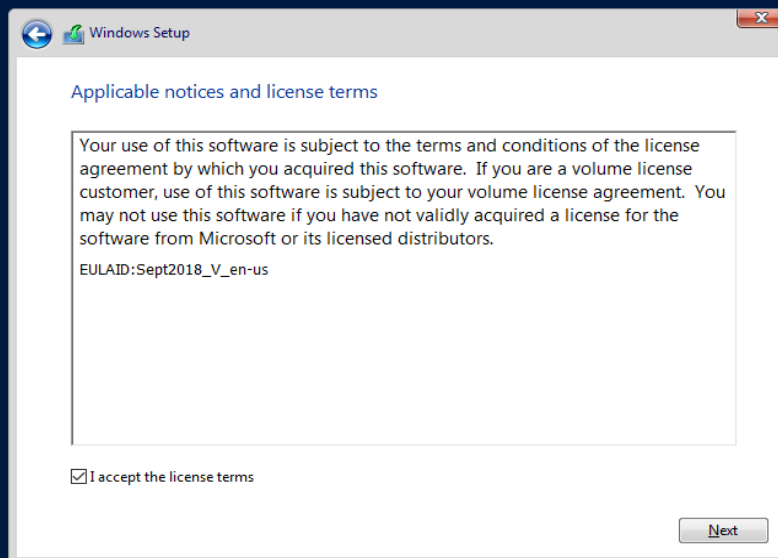 Windows Setup
Applicable notices and license terms
Your use of this software is subject to the terms and conditions of the license
agreement by which you acquired this software.  If you are a volume license
customer, use of this software is subject to your volume license agreement.  You
may not use this software if you have not validly acquired a license for the
software from Microsoft or its licensed distributors.
EULAID:Sept2018_V_en-us
I accept the license terms
Next